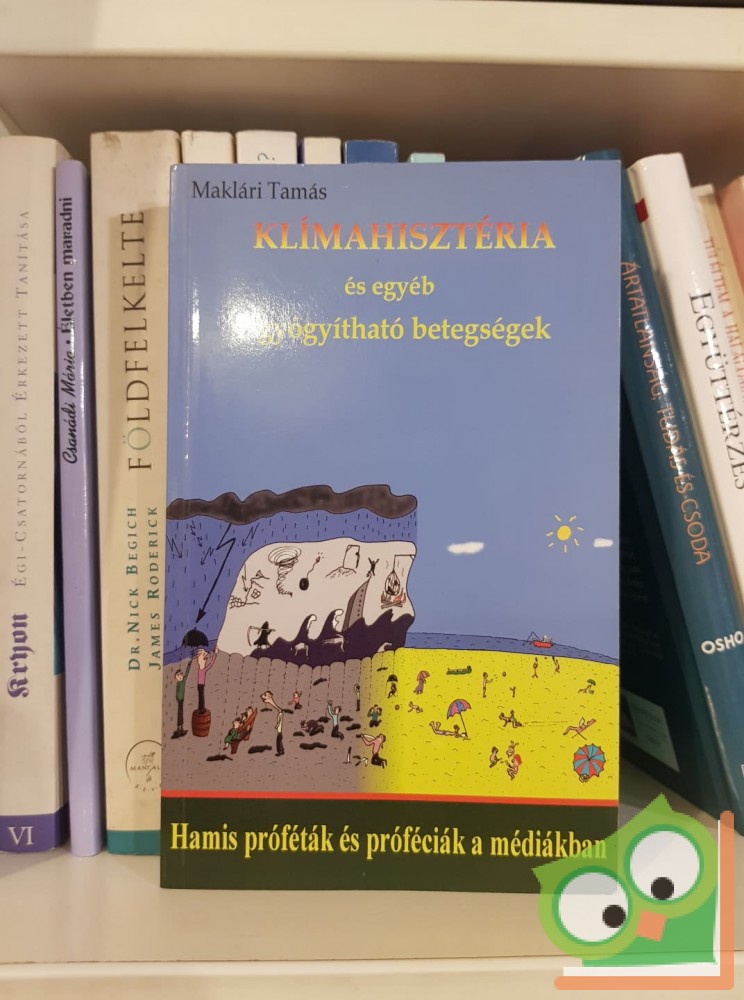 Maklári Tamás
KLÍMAHISZTÉRIA
és egyéb
gyógyítható betegségek
Hamis próféták és próféciák a médiákban
Kryon
ÉGI-CSATORNÁBÓL ÉRKEZETT TANÍTÁSA
VI
Csanádi Mária • Életben maradni
DR. NICK BEGICH
JAMES RODERICK
FÖLDFELKELTE
ÁRTATLANSÁG, TUDÁS ÉS CSODA
OSHO
EGYÜTTÉRZÉS